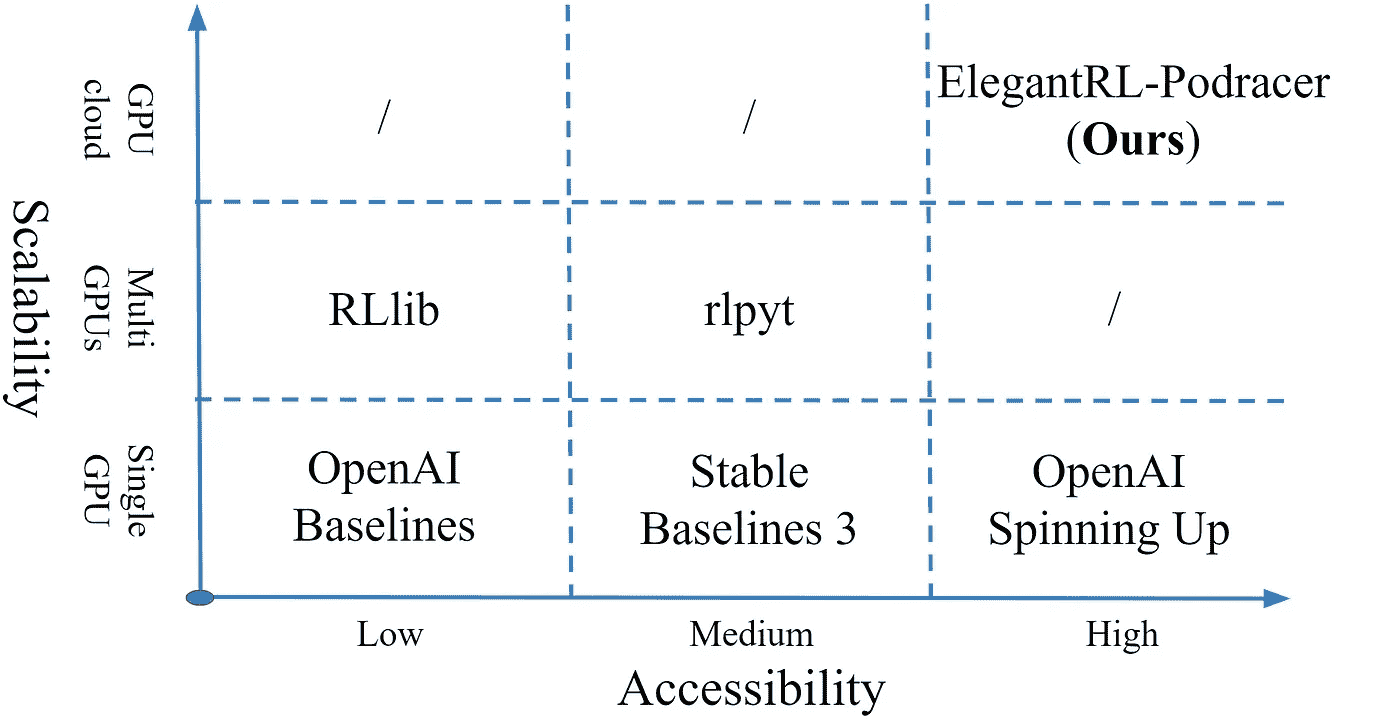 Scalability
GPU
cloud
/
/
ElegantRL-Podracer
(Ours)
Multi
GPUs
RLlib
rlpyt
/
Single
GPU
OpenAI
Baselines
Stable
Baselines 3
OpenAI
Spinning Up
Low
Medium
High
Accessibility